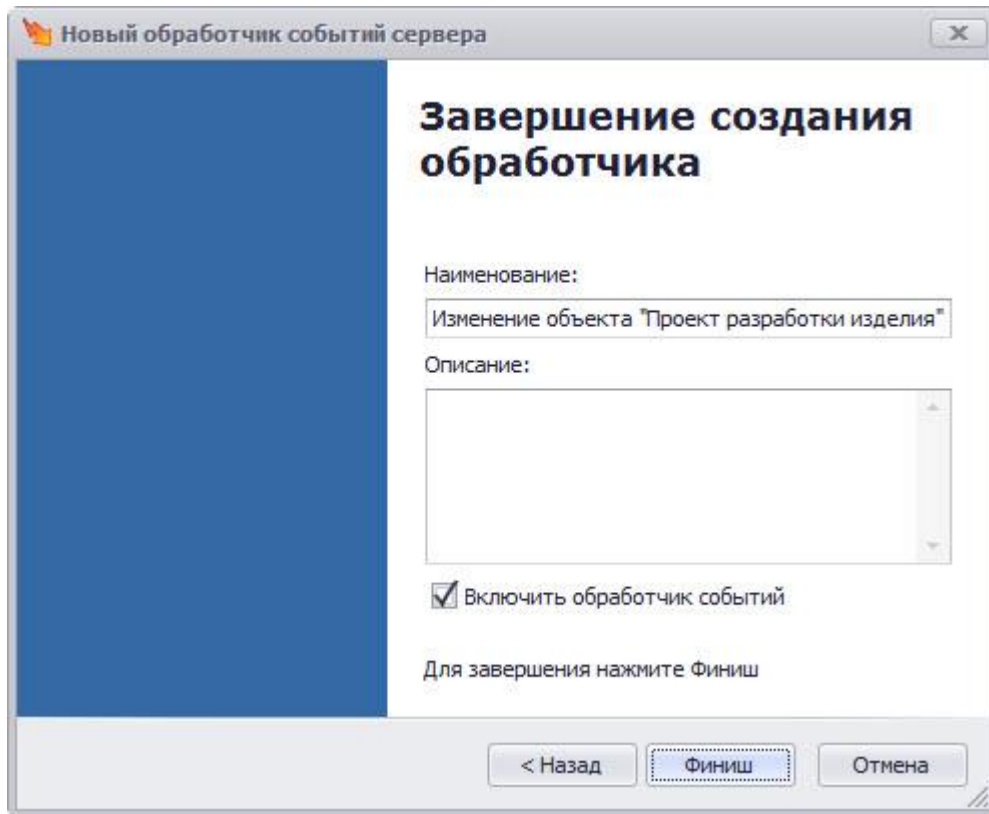 Новый обработчик событий сервера
Завершение создания
обработчика
Наименование:
Изменение объекта "Проект разработки изделия"
Описание:
Включить обработчик событий
Для завершения нажмите Финиш
< Назад
Финиш
Отмена